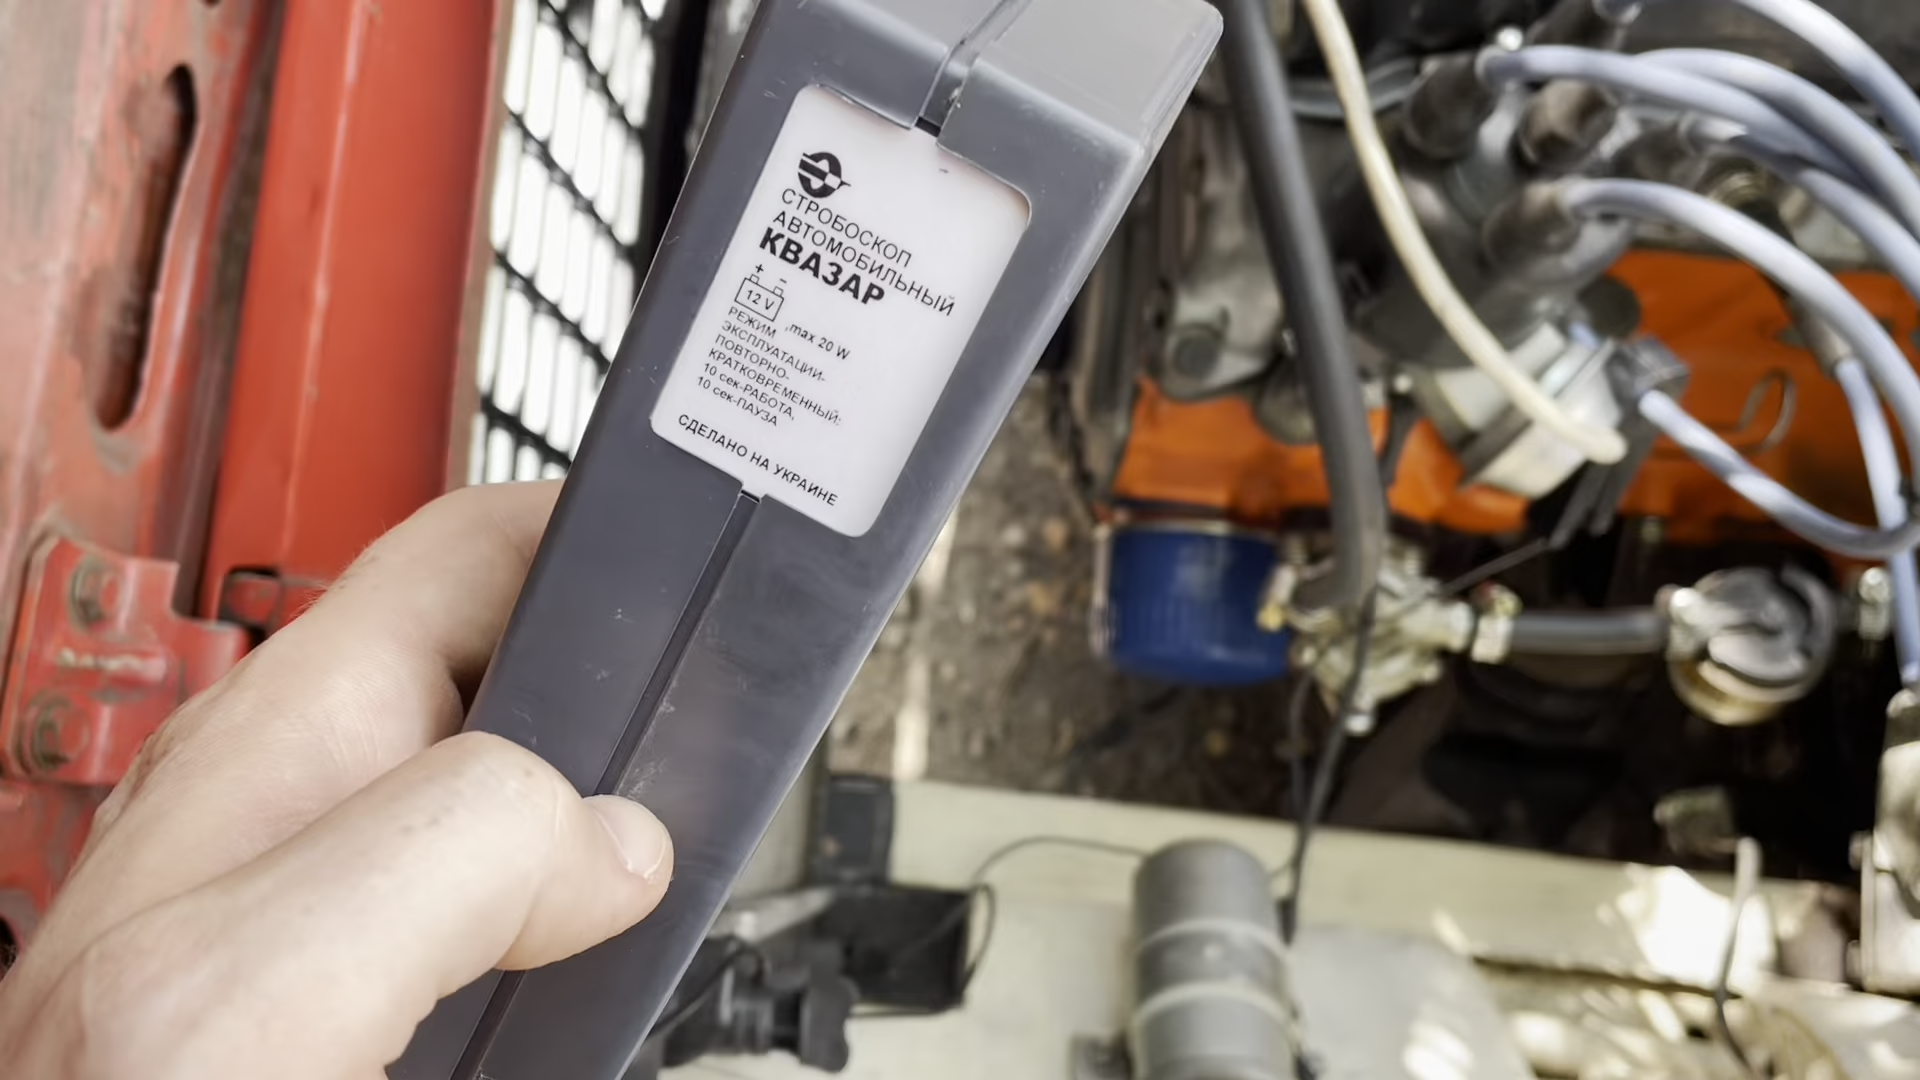 СТРОБОСКОП
АВТОМОБИЛЬНЫЙ
КВАЗАР
+ -
12 V
,max 20 W
РЕЖИМ
ЭКСПЛУАТАЦИИ-
ПОВТОРНО-
КРАТКОВРЕМЕННЫЙ:
10 сек-РАБОТА,
10 сек-ПАУЗА
СДЕЛАНО НА УКРАИНЕ